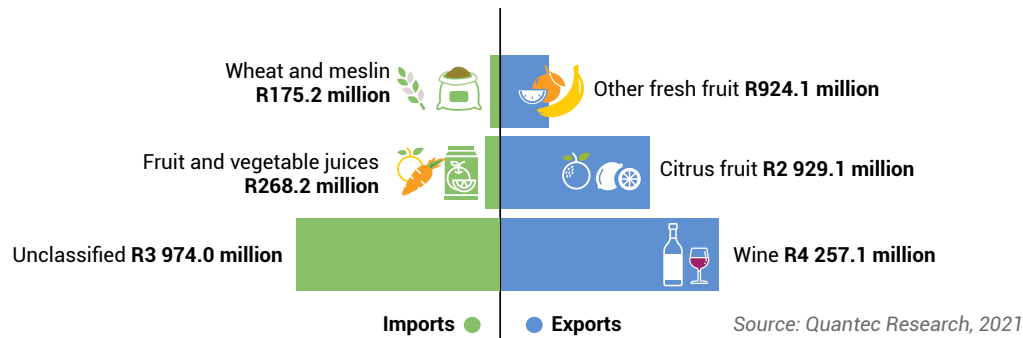 Wheat and meslin
R175.2 million
Other fresh fruit R924.1 million
Fruit and vegetable juices
R268.2 million
Citrus fruit R2 929.1 million
Unclassified R3 974.0 million
Wine R4 257.1 million
Imports
Exports
Source: Quantec Research, 2021